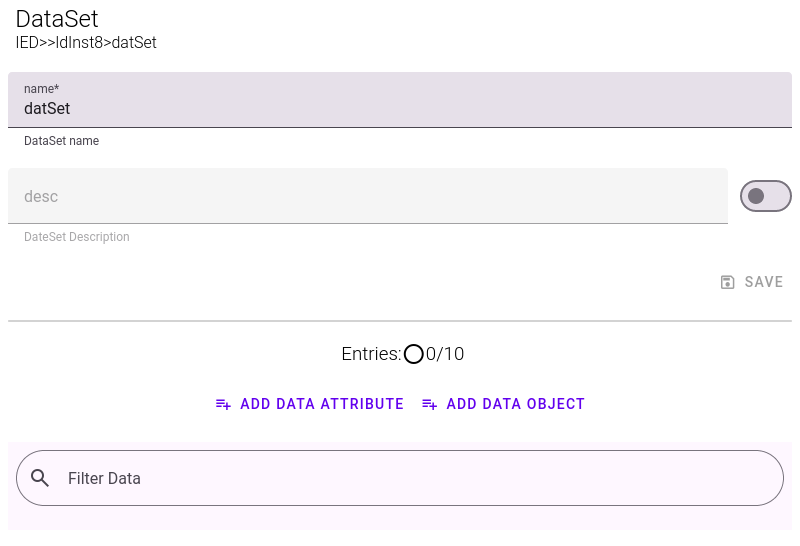 DataSet
IED>>ldInst8>datSet
name*
datSet
DataSet name
desc
DateSet Description
SAVE
Entries: 0/10
ADD DATA ATTRIBUTE ADD DATA OBJECT
Filter Data